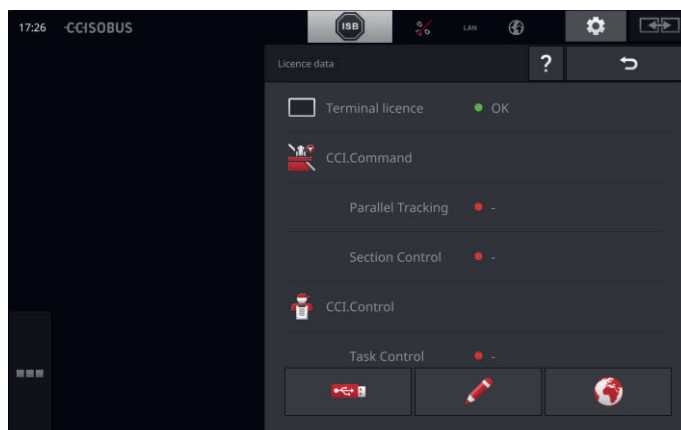 17:26 CCISOBUS ISB LAN
Licence data ?
Terminal licence OK
CCI.Command
Parallel Tracking -
Section Control -
CCI.Control
Task Control -